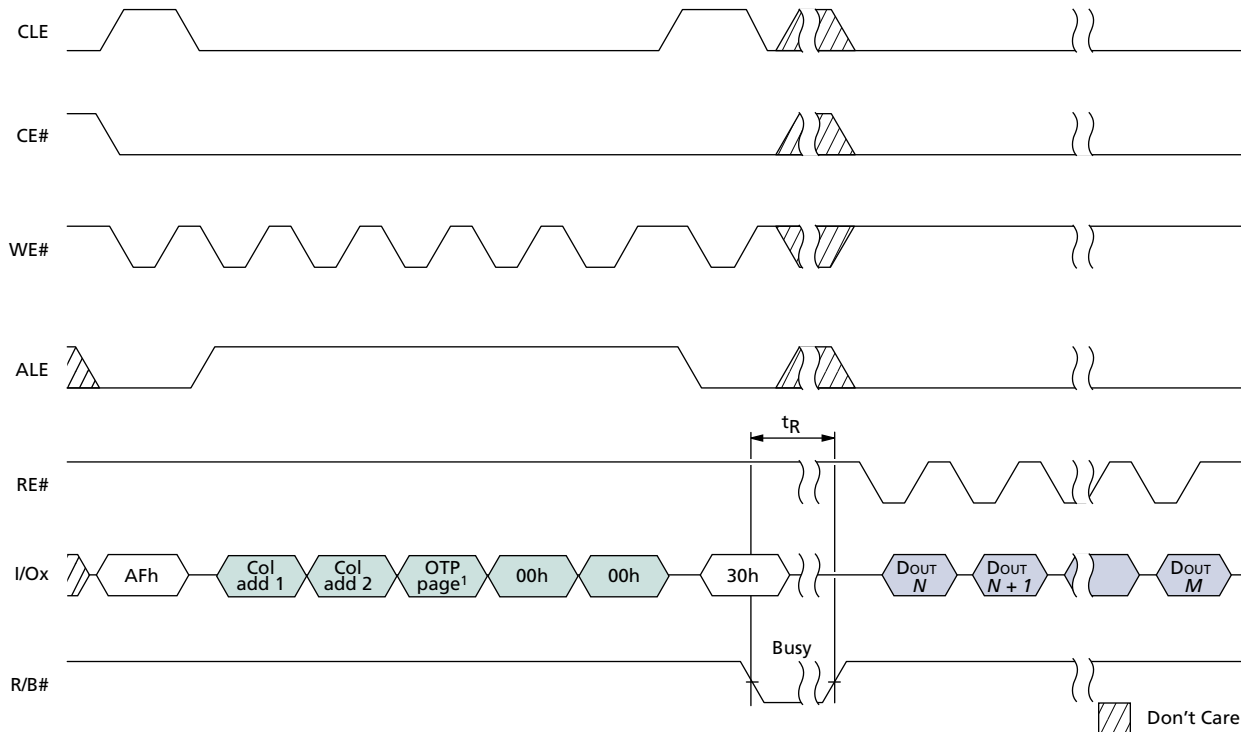 CLE
CE#
WE#
ALE
tR
RE#
I/Ox
AFh
Col
add 1
Col
add 2
OTP
page1
00h
00h
30h
DOUT
N
DOUT
N + 1
DOUT
M
Busy
R/B#
Don't Care